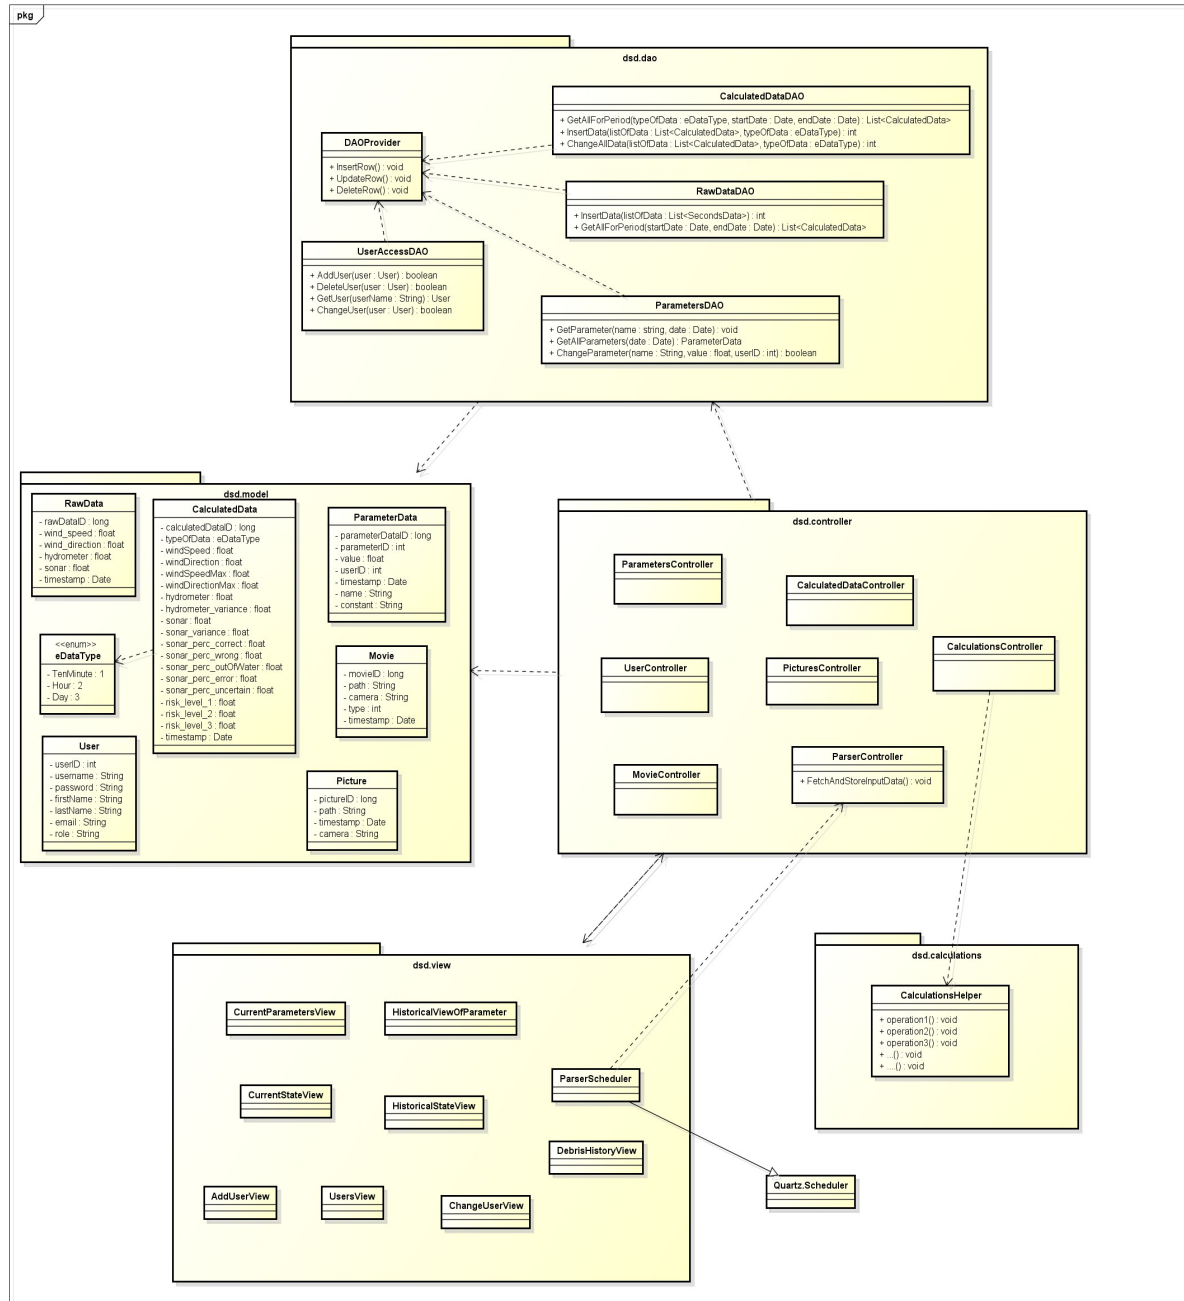 pkg
dsd.dao
CalculatedDataDAO
+ GetAllForPeriod(typeOfData : eDataType, startDate : Date, endDate : Date) : List<CalculatedData>
+ InsertData(listOfData : List<CalculatedData>, typeOfData : eDataType) : int
+ ChangeAllData(listOfData : List<CalculatedData>, typeOfData : eDataType) : int
DAOProvider
+ InsertRow() : void
+ UpdateRow() : void
+ DeleteRow() : void
RawDataDAO
+ InsertData(listOfData : List<SecondsData>) : int
+ GetAllForPeriod(startDate : Date, endDate : Date) : List<CalculatedData>
UserAccessDAO
+ AddUser(user : User) : boolean
+ DeleteUser(user : User) : boolean
+ GetUser(userName : String) : User
+ ChangeUser(user : User) : boolean
ParametersDAO
+ GetParameter(name : string, date : Date) : void
+ GetAllParameters(date : Date) : ParameterData
+ ChangeParameter(name : String, value : float, userID : int) : boolean
dsd.model
RawData
- rawDataID : long
- wind_speed : float
- wind_direction : float
- hydrometer : float
- sonar : float
- timestamp : Date
CalculatedData
- calculatedDataID : long
- typeOfData : eDataType
- windSpeed : float
- windDirection : float
- windSpeedMax : float
- windDirectionMax : float
- hydrometer : float
- hydrometer_variance : float
- sonar : float
- sonar_variance : float
- sonar_perc_correct : float
- sonar_perc_wrong : float
- sonar_perc_outOfWater : float
- sonar_perc_error : float
- sonar_perc_uncertain : float
- risk_level_1 : float
- risk_level_2 : float
- risk_level_3 : float
- timestamp : Date
ParameterData
- parameterDataID : long
- parameterID : int
- value : float
- userID : int
- timestamp : Date
- name : String
- constant : String
<<enum>>
eDataType
- TenMinute : 1
- Hour : 2
- Day : 3
Movie
- movieID : long
- path : String
- camera : String
- type : int
- timestamp : Date
User
- userID : int
- username : String
- password : String
- firstName : String
- lastName : String
- email : String
- role : String
Picture
- pictureID : long
- path : String
- timestamp : Date
- camera : String
dsd.controller
ParametersController
CalculatedDataController
CalculationsController
UserController
PicturesController
ParserController
+ FetchAndStoreInputData() : void
MovieController
dsd.view
CurrentParametersView
HistoricalViewOfParameter
ParserScheduler
CurrentStateView
HistoricalStateView
DebrisHistoryView
AddUserView
UsersView
ChangeUserView
dsd.calculations
CalculationsHelper
+ operation1() : void
+ operation2() : void
+ operation3() : void
+ ...() : void
+ ....() : void
Quartz.Scheduler